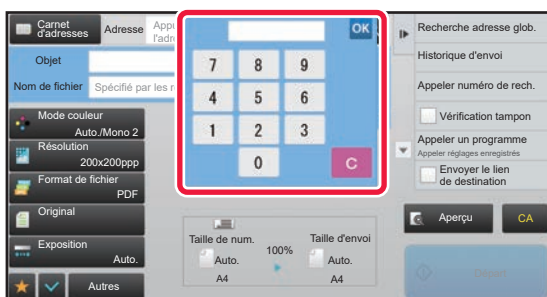 Carnet
d'adresses
Adresse
Objet
Nom de fichier
Spécifié par les r
Mode couleur
Auto./Mono 2
Résolution
200x200ppp
Format de
fichier
PDF
Original
Exposition
Auto.
Autres
OK
7 8 9
4 5 6
1 2 3
0 C
Taille de num.
Auto.
A4
100%
Taille d'envoi
Auto.
A4
Recherche adresse glob.
Historique d'envoi
Appeler numéro de rech.
Vérification tampon
Appeler un programme
Appeler réglages enregistrés
Envoyer le lien
de destination
Aperçu
CA
Départ